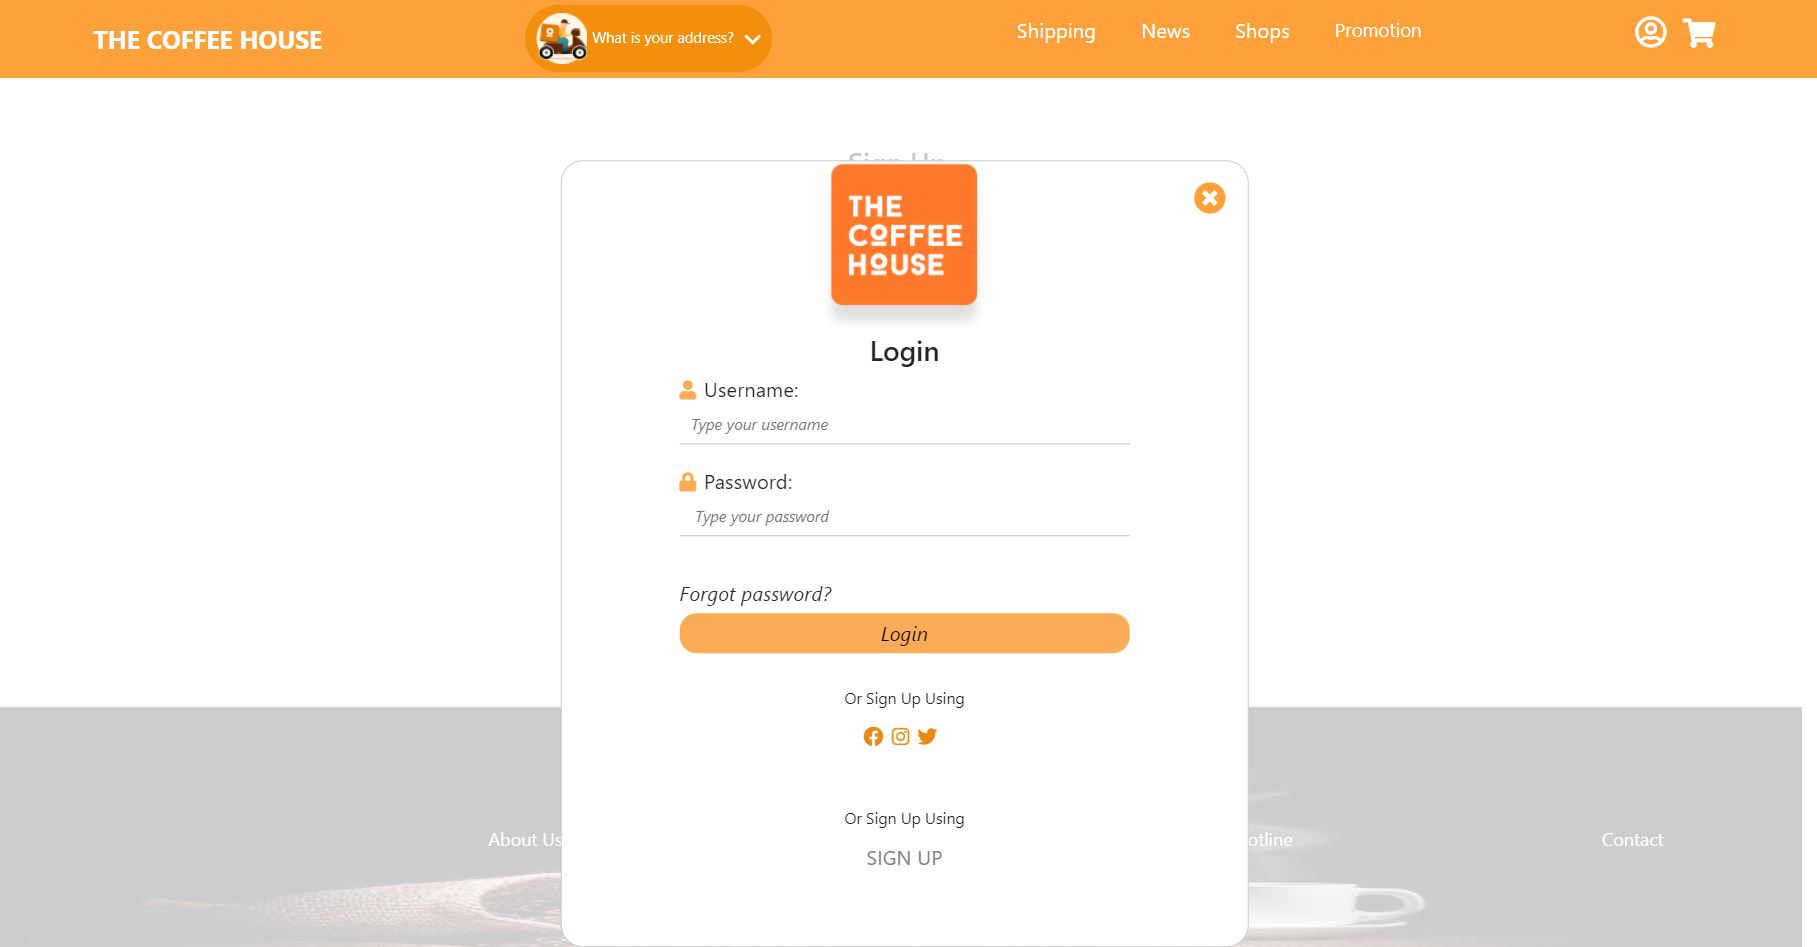 THE COFFEE HOUSE
What is your address?
Shipping
News
Shops
Promotion
Sign Up
THE
COFFEE
HOUSE
Login
Username:
Type your username
Password:
Type your password
Forgot password?
Login
Or Sign Up Using
Or Sign Up Using
SIGN UP
About Us
otline
Contact